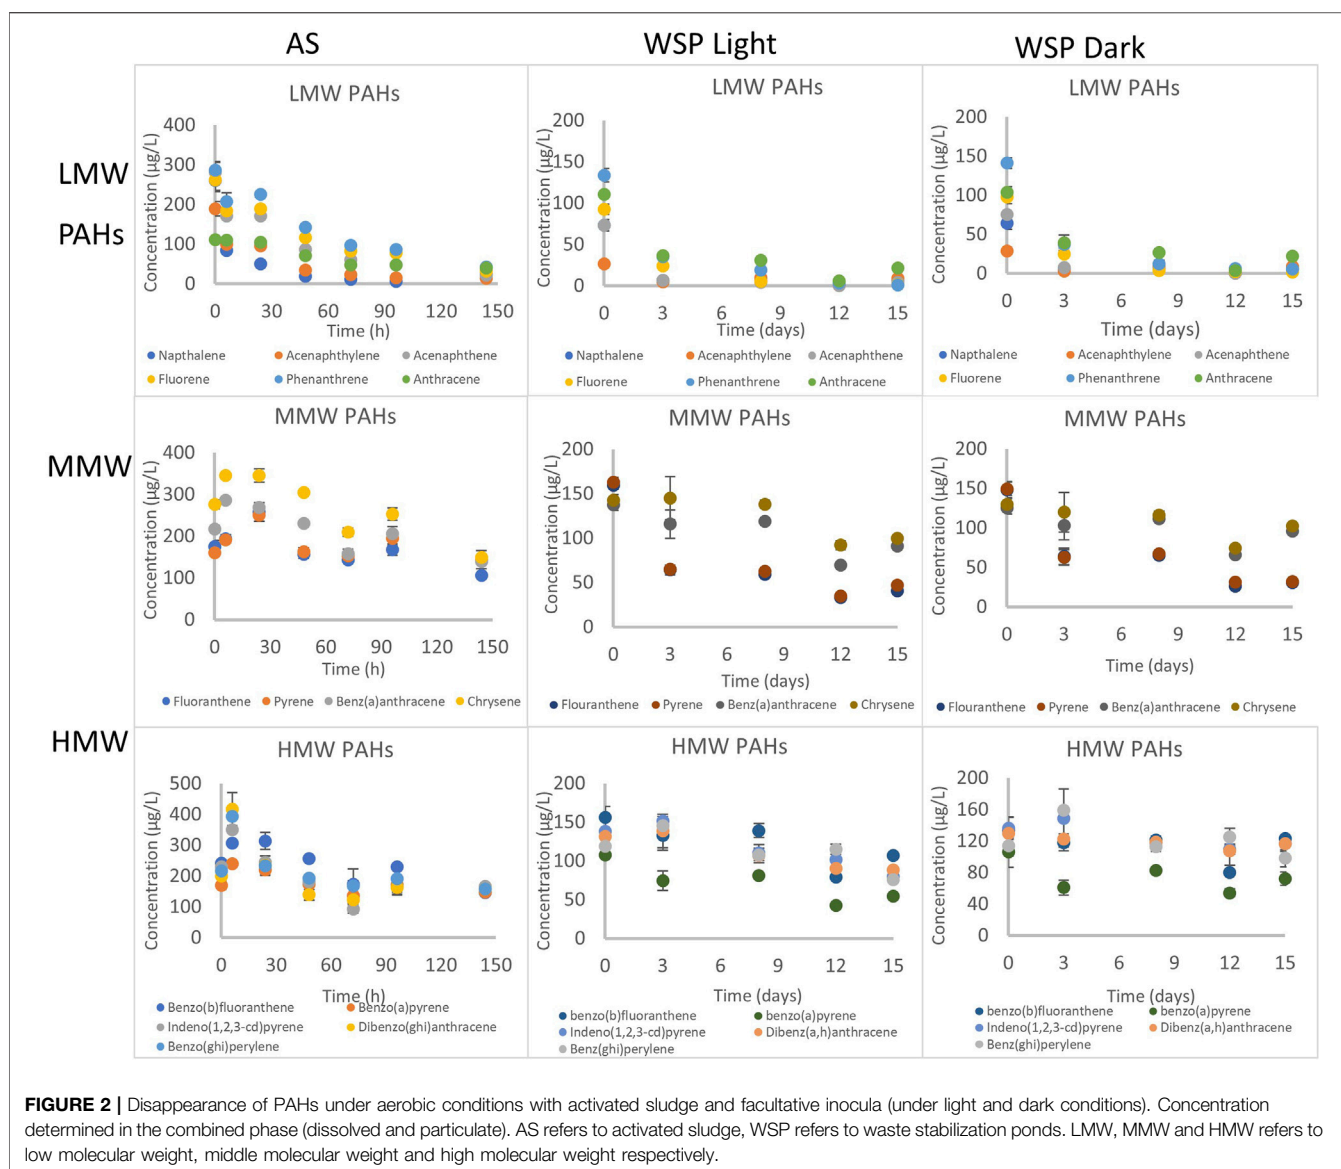 AS
WSP Light
WSP Dark
LMW
PAHs
LMW PAHs
Concentration (µg/L)
400
300
200
100
0
0 30 60 90 120 150
Time (h)
Napthalene Acenaphthylene Acenaphthene
Fluorene Phenanthrene Anthracene
LMW PAHs
Concentration (µg/L)
200
150
100
50
0
0 3 6 9 12 15
Time (days)
Napthalene Acenaphthylene Acenaphthene
Fluorene Phenanthrene Anthracene
LMW PAHs
Concentration (µg/L)
200
150
100
50
0
0 3 6 9 12 15
Time (days)
Napthalene Acenaphthylene Acenaphthene
Fluorene Phenanthrene Anthracene
MMW
MMW PAHs
Concentration (µg/L)
400
300
200
100
0
0 30 60 90 120 150
Time (h)
Fluoranthene Pyrene Benz(a)anthracene Chrysene
MMW PAHs
Concentration (µg/L)
200
150
100
50
0
0 3 6 9 12 15
Time (days)
Flouranthene Pyrene Benz(a)anthracene Chrysene
MMW PAHs
Concentration (µg/L)
200
150
100
50
0
0 3 6 9 12 15
Time (days)
Flouranthene Pyrene Benz(a)anthracene Chrysene
HMW
HMW PAHs
Concentration (µg/L)
500
400
300
200
100
0
0 30 60 90 120 150
Time (h)
Benzo(b)fluoranthene Benzo(a)pyrene
Indeno(1,2,3-cd)pyrene Dibenzo(ghi)anthracene
Benzo(ghi)perylene
HMW PAHs
Concentration (µg/L)
200
150
100
50
0
0 3 6 9 12 15
Time (days)
benzo(b)fluoranthene benzo(a)pyrene
Indeno(1,2,3-cd)pyrene Dibenz(a,h)anthracene
Benz(ghi)perylene
HMW PAHs
Concentration (µg/L)
200
160
120
80
40
0
0 3 6 9 12 15
Time (days)
benzo(b)fluoranthene benzo(a)pyrene
Indeno(1,2,3-cd)pyrene Dibenz(a,h)anthracene
Benz(ghi)perylene
FIGURE 2 | Disappearance of PAHs under aerobic conditions with activated sludge and facultative inocula (under light and dark conditions). Concentration
determined in the combined phase (dissolved and particulate). AS refers to activated sludge, WSP refers to waste stabilization ponds. LMW, MMW and HMW refers to
low molecular weight, middle molecular weight and high molecular weight respectively.